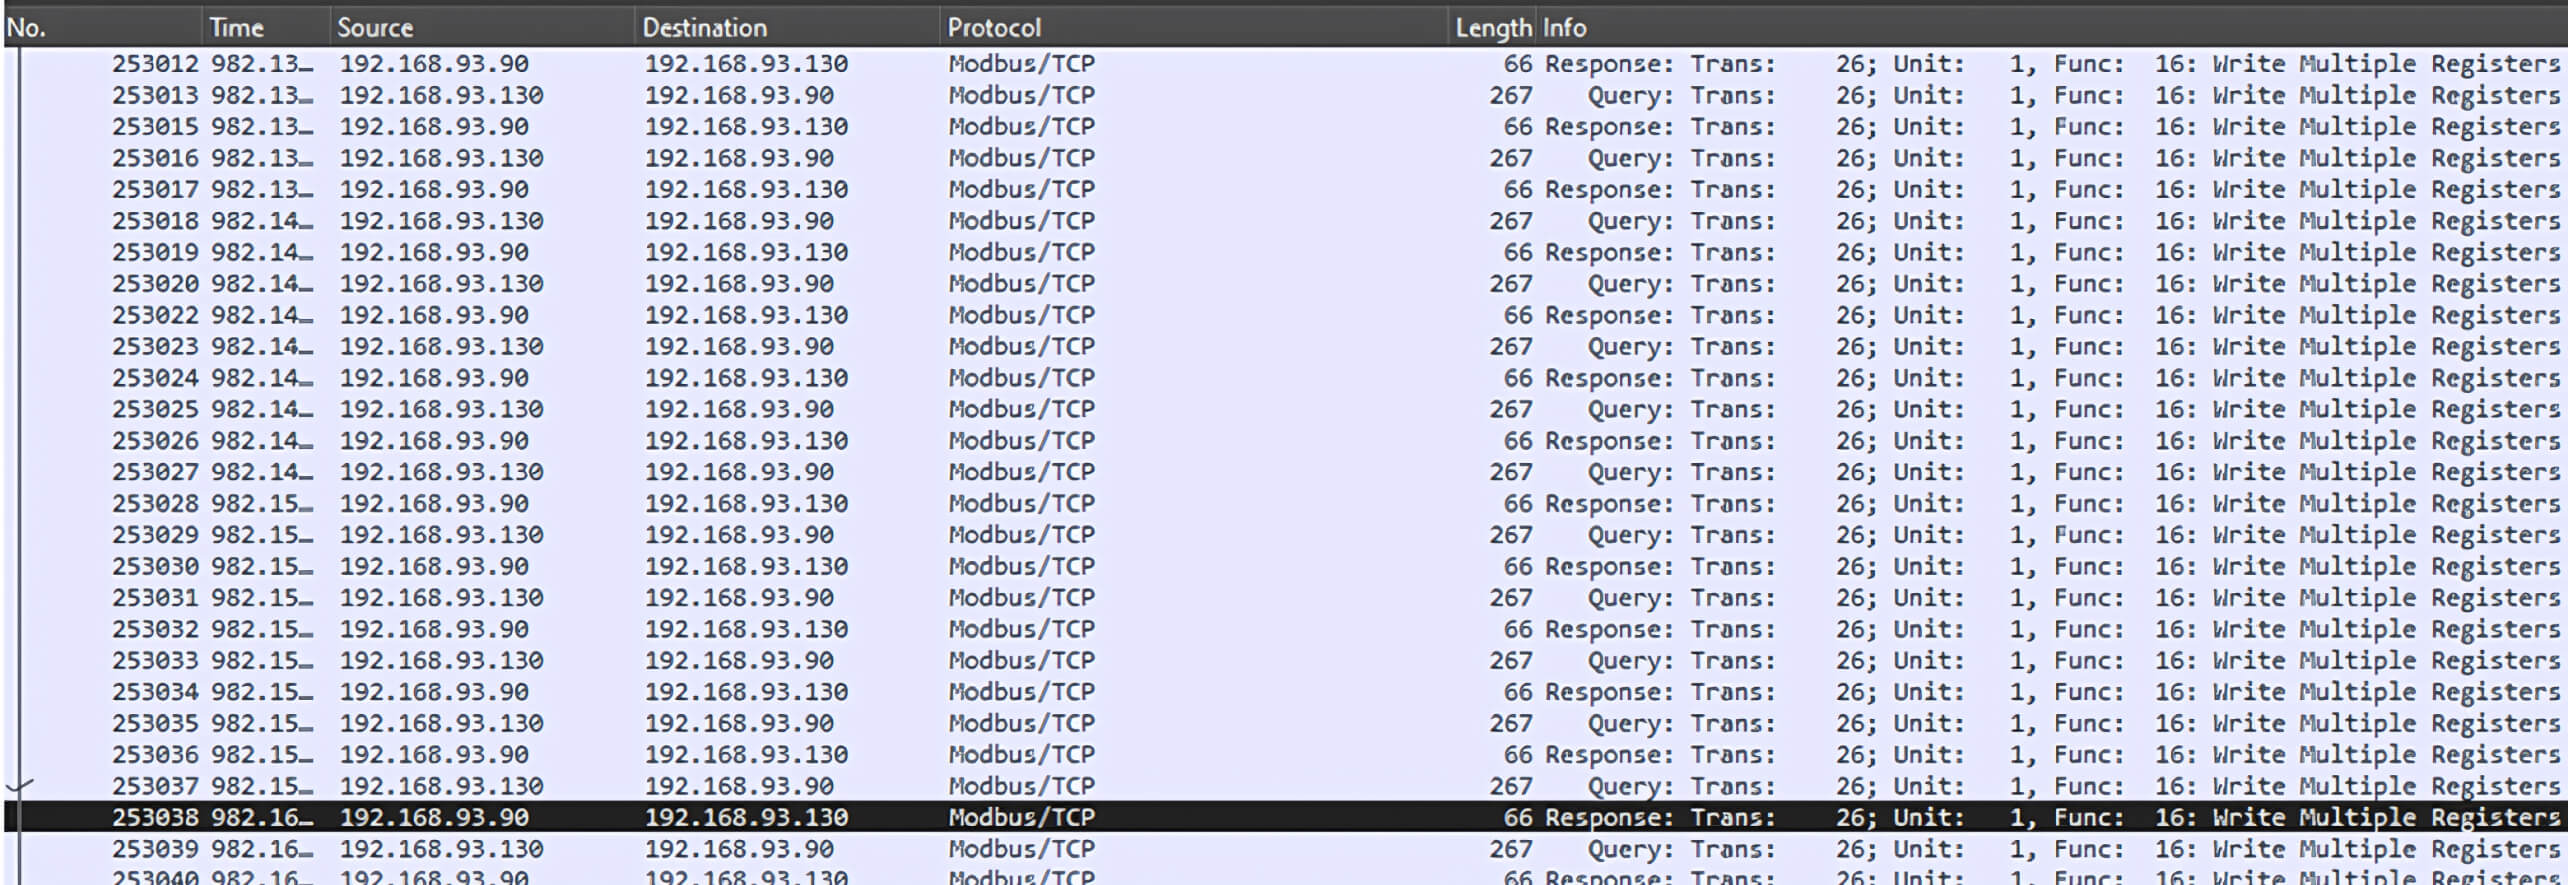 No. Time Source Destination Protocol Length Info
253012 982.13… 192.168.93.90 192.168.93.130 Modbus/TCP 66 Response: Trans: 26; Unit: 1, Func: 16: Write Multiple Registers
253013 982.13… 192.168.93.130 192.168.93.90 Modbus/TCP 267 Query: Trans: 26; Unit: 1, Func: 16: Write Multiple Registers
253015 982.13… 192.168.93.90 192.168.93.130 Modbus/TCP 66 Response: Trans: 26; Unit: 1, Func: 16: Write Multiple Registers
253016 982.13… 192.168.93.130 192.168.93.90 Modbus/TCP 267 Query: Trans: 26; Unit: 1, Func: 16: Write Multiple Registers
253017 982.13… 192.168.93.90 192.168.93.130 Modbus/TCP 66 Response: Trans: 26; Unit: 1, Func: 16: Write Multiple Registers
253018 982.14… 192.168.93.130 192.168.93.90 Modbus/TCP 267 Query: Trans: 26; Unit: 1, Func: 16: Write Multiple Registers
253019 982.14… 192.168.93.90 192.168.93.130 Modbus/TCP 66 Response: Trans: 26; Unit: 1, Func: 16: Write Multiple Registers
253020 982.14… 192.168.93.130 192.168.93.90 Modbus/TCP 267 Query: Trans: 26; Unit: 1, Func: 16: Write Multiple Registers
253022 982.14… 192.168.93.90 192.168.93.130 Modbus/TCP 66 Response: Trans: 26; Unit: 1, Func: 16: Write Multiple Registers
253023 982.14… 192.168.93.130 192.168.93.90 Modbus/TCP 267 Query: Trans: 26; Unit: 1, Func: 16: Write Multiple Registers
253024 982.14… 192.168.93.90 192.168.93.130 Modbus/TCP 66 Response: Trans: 26; Unit: 1, Func: 16: Write Multiple Registers
253025 982.14… 192.168.93.130 192.168.93.90 Modbus/TCP 267 Query: Trans: 26; Unit: 1, Func: 16: Write Multiple Registers
253026 982.14… 192.168.93.90 192.168.93.130 Modbus/TCP 66 Response: Trans: 26; Unit: 1, Func: 16: Write Multiple Registers
253027 982.14… 192.168.93.130 192.168.93.90 Modbus/TCP 267 Query: Trans: 26; Unit: 1, Func: 16: Write Multiple Registers
253028 982.15… 192.168.93.90 192.168.93.130 Modbus/TCP 66 Response: Trans: 26; Unit: 1, Func: 16: Write Multiple Registers
253029 982.15… 192.168.93.130 192.168.93.90 Modbus/TCP 267 Query: Trans: 26; Unit: 1, Func: 16: Write Multiple Registers
253030 982.15… 192.168.93.90 192.168.93.130 Modbus/TCP 66 Response: Trans: 26; Unit: 1, Func: 16: Write Multiple Registers
253031 982.15… 192.168.93.130 192.168.93.90 Modbus/TCP 267 Query: Trans: 26; Unit: 1, Func: 16: Write Multiple Registers
253032 982.15… 192.168.93.90 192.168.93.130 Modbus/TCP 66 Response: Trans: 26; Unit: 1, Func: 16: Write Multiple Registers
253033 982.15… 192.168.93.130 192.168.93.90 Modbus/TCP 267 Query: Trans: 26; Unit: 1, Func: 16: Write Multiple Registers
253034 982.15… 192.168.93.90 192.168.93.130 Modbus/TCP 66 Response: Trans: 26; Unit: 1, Func: 16: Write Multiple Registers
253035 982.15… 192.168.93.130 192.168.93.90 Modbus/TCP 267 Query: Trans: 26; Unit: 1, Func: 16: Write Multiple Registers
253036 982.15… 192.168.93.90 192.168.93.130 Modbus/TCP 66 Response: Trans: 26; Unit: 1, Func: 16: Write Multiple Registers
253037 982.15… 192.168.93.130 192.168.93.90 Modbus/TCP 267 Query: Trans: 26; Unit: 1, Func: 16: Write Multiple Registers
253038 982.16… 192.168.93.90 192.168.93.130 Modbus/TCP 66 Response: Trans: 26; Unit: 1, Func: 16: Write Multiple Registers
253039 982.16… 192.168.93.130 192.168.93.90 Modbus/TCP 267 Query: Trans: 26; Unit: 1, Func: 16: Write Multiple Registers
253040 982.16… 192.168.93.90 192.168.93.130 Modbus/TCP 66 Response: Trans: 26; Unit: 1, Func: 16: Write Multiple Registers